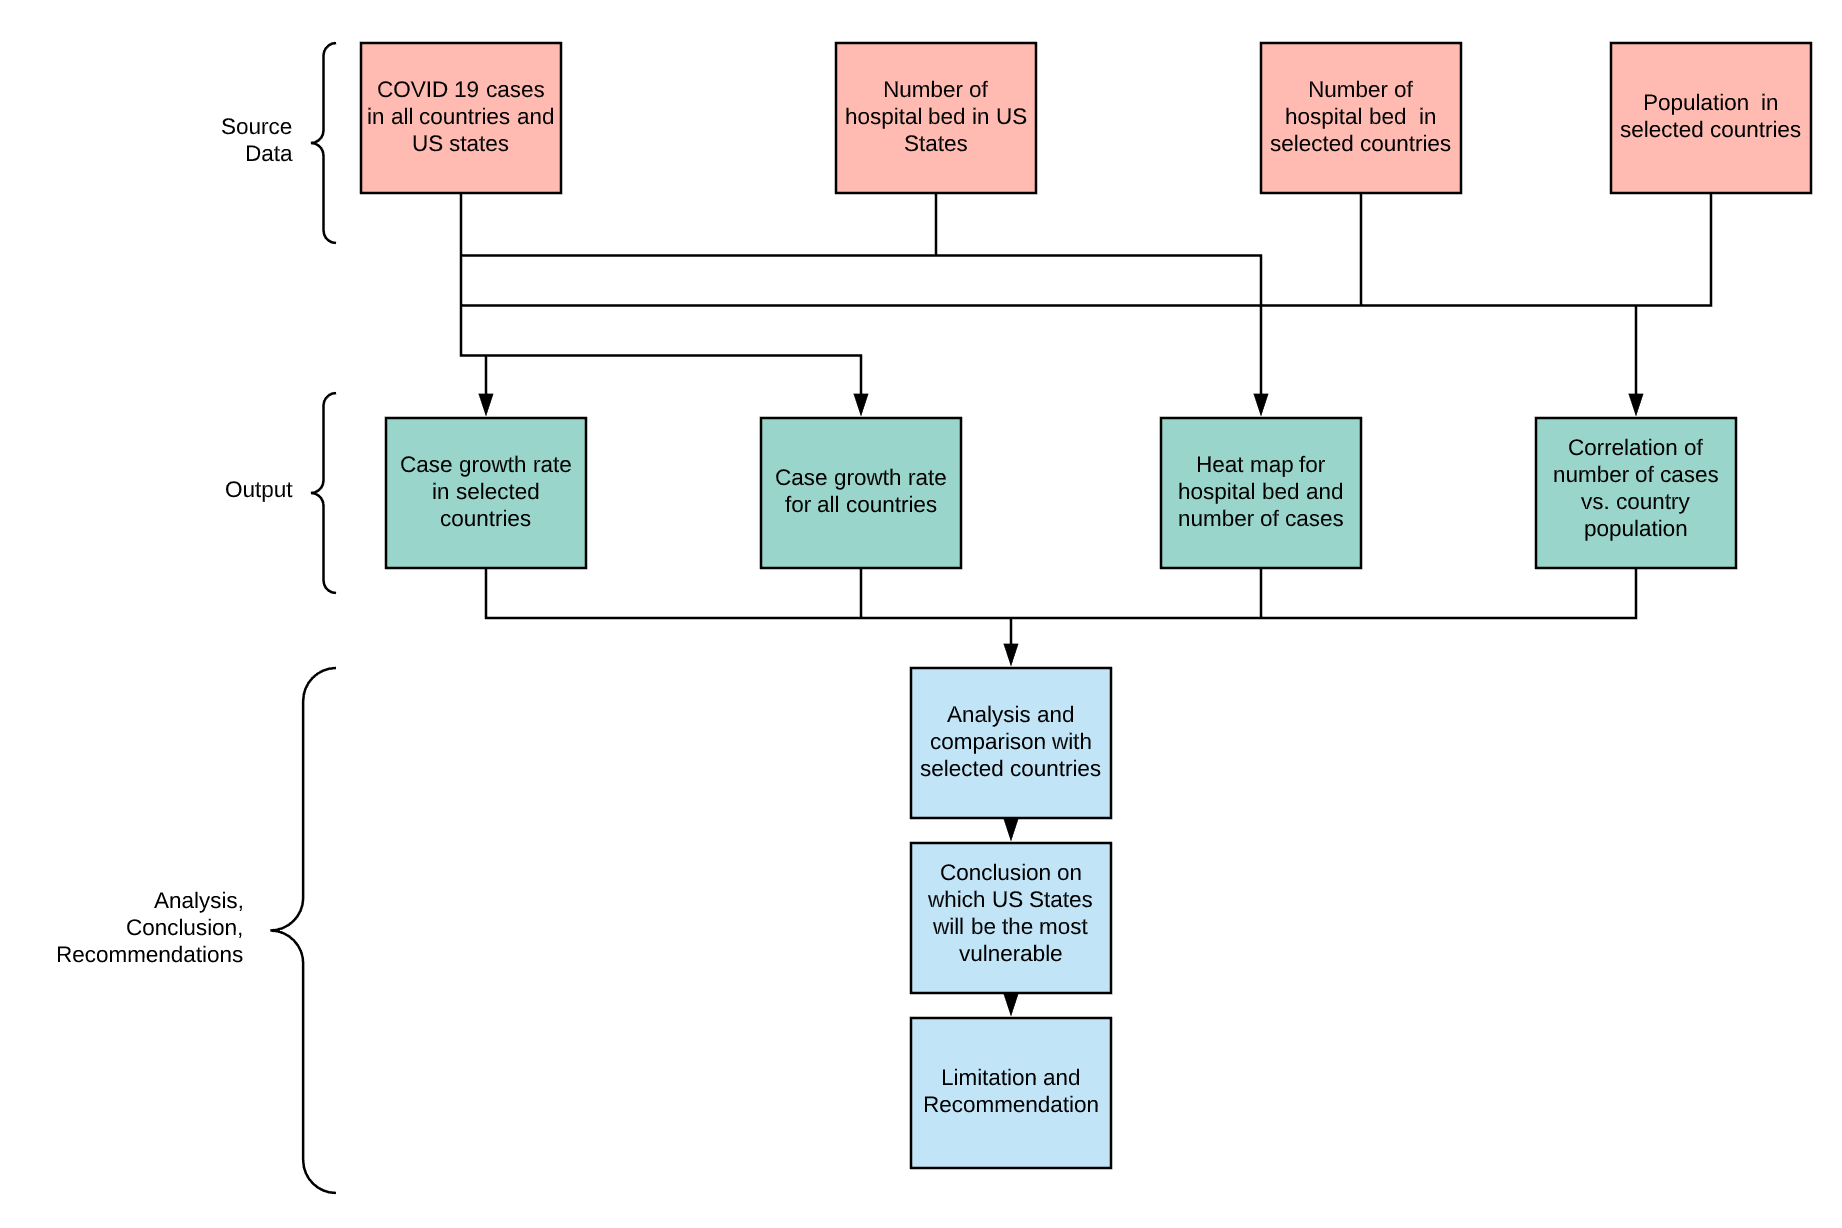 Source
Data
COVID 19 cases
in all countries and
US states
Number of
hospital bed in US
States
Number of
hospital bed  in
selected countries
Population  in
selected countries
Output
Case growth rate
in selected
countries
Case growth rate
for all countries
Heat map for
hospital bed and
number of cases
Correlation of
number of cases
vs. country
population
Analysis,
Conclusion,
Recommendations
Analysis and
comparison with
selected countries
Conclusion on
which US States
will be the most
vulnerable
Limitation and
Recommendation